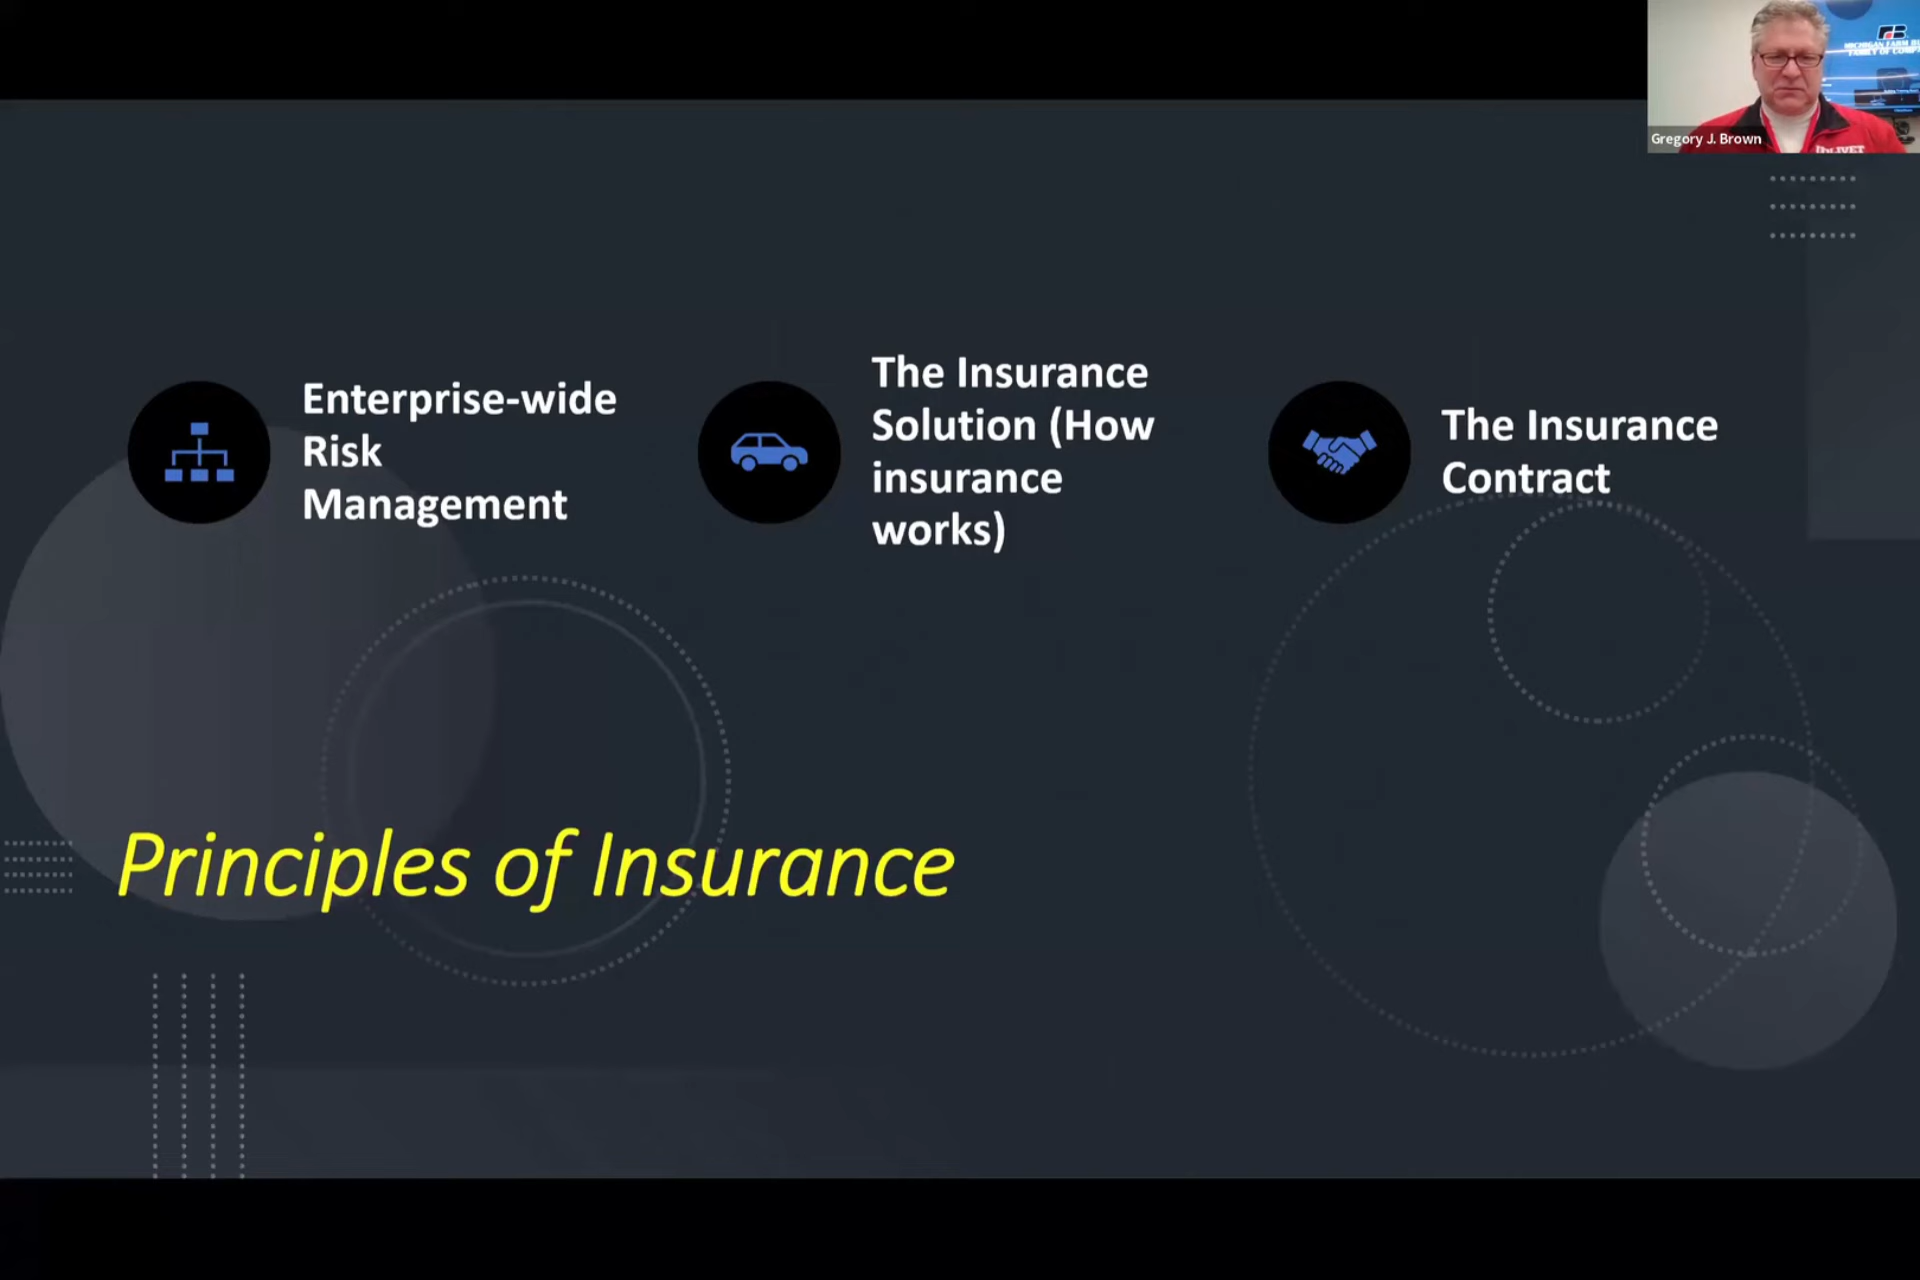 Gregory J. Brown
Enterprise-wide
Risk
Management
The Insurance
Solution (How
insurance
works)
The Insurance
Contract
Principles of Insurance